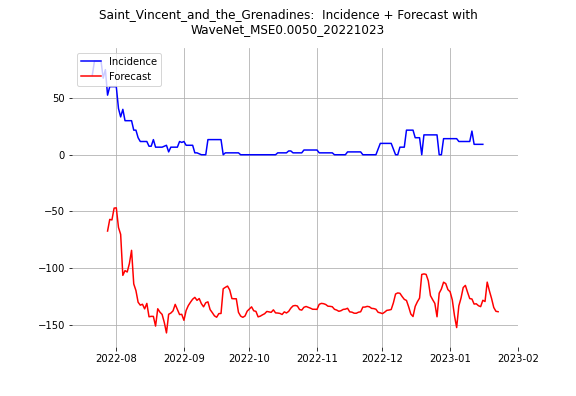 Saint_Vincent_and_the_Grenadines:  Incidence + Forecast with
WaveNet_MSE0.0050_20221023
Incidence
Forecast
50
0
−50
−100
−150
2022-08 2022-09 2022-10 2022-11 2022-12 2023-01 2023-02